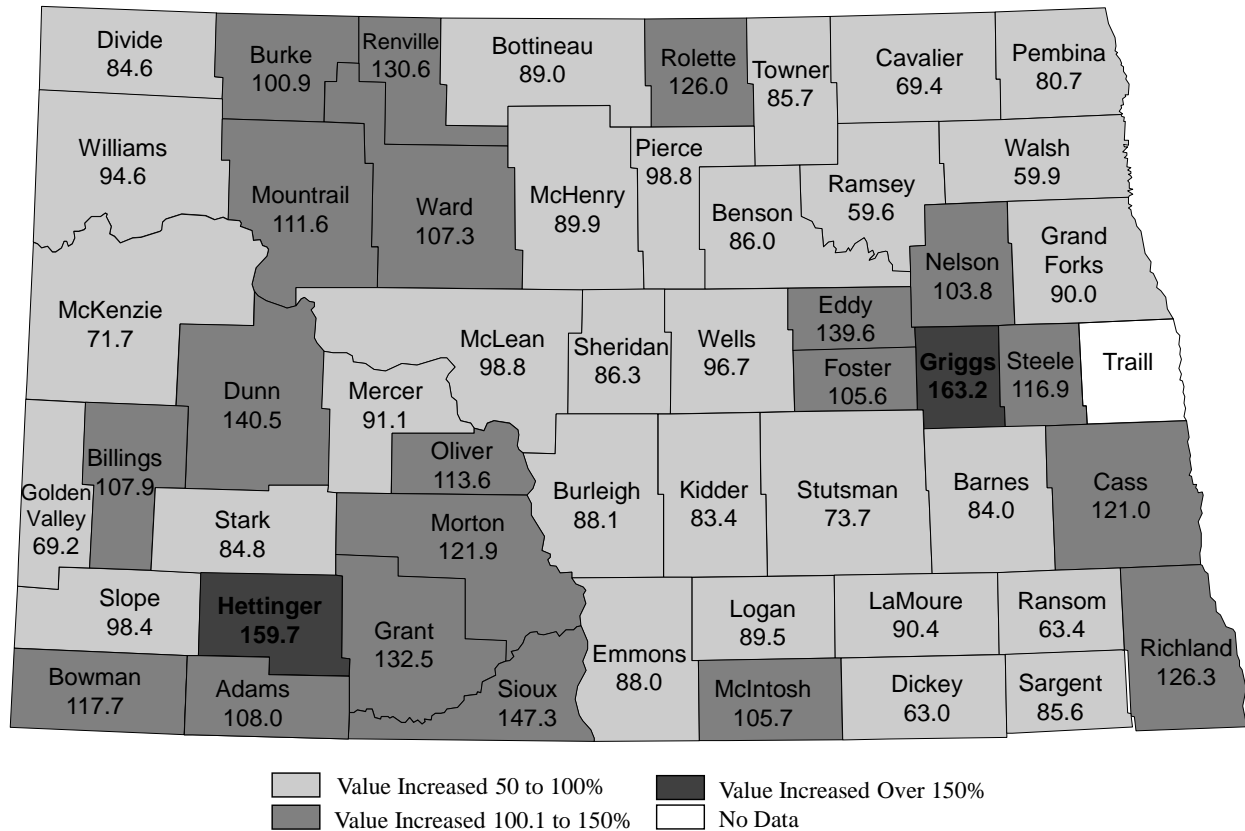 Divide
84.6
Burke
100.9
Renville
130.6
Bottineau
89.0
Rolette
126.0
Towner
85.7
Cavalier
69.4
Pembina
80.7
Williams
94.6
Mountrail
111.6
Ward
107.3
McHenry
89.9
Pierce
98.8
Benson
86.0
Ramsey
59.6
Walsh
59.9
Nelson
103.8
Grand
Forks
90.0
McKenzie
71.7
Dunn
140.5
Mercer
91.1
McLean
98.8
Sheridan
86.3
Wells
96.7
Eddy
139.6
Foster
105.6
Griggs
163.2
Steele
116.9
Traill
Golden
Valley
69.2
Billings
107.9
Stark
84.8
Oliver
113.6
Morton
121.9
Burleigh
88.1
Kidder
83.4
Stutsman
73.7
Barnes
84.0
Cass
121.0
Slope
98.4
Hettinger
159.7
Grant
132.5
Emmons
88.0
Logan
89.5
LaMoure
90.4
Ransom
63.4
Richland
126.3
Bowman
117.7
Adams
108.0
Sioux
147.3
McIntosh
105.7
Dickey
63.0
Sargent
85.6
Value Increased 50 to 100%
Value Increased Over 150%
Value Increased 100.1 to 150%
No Data